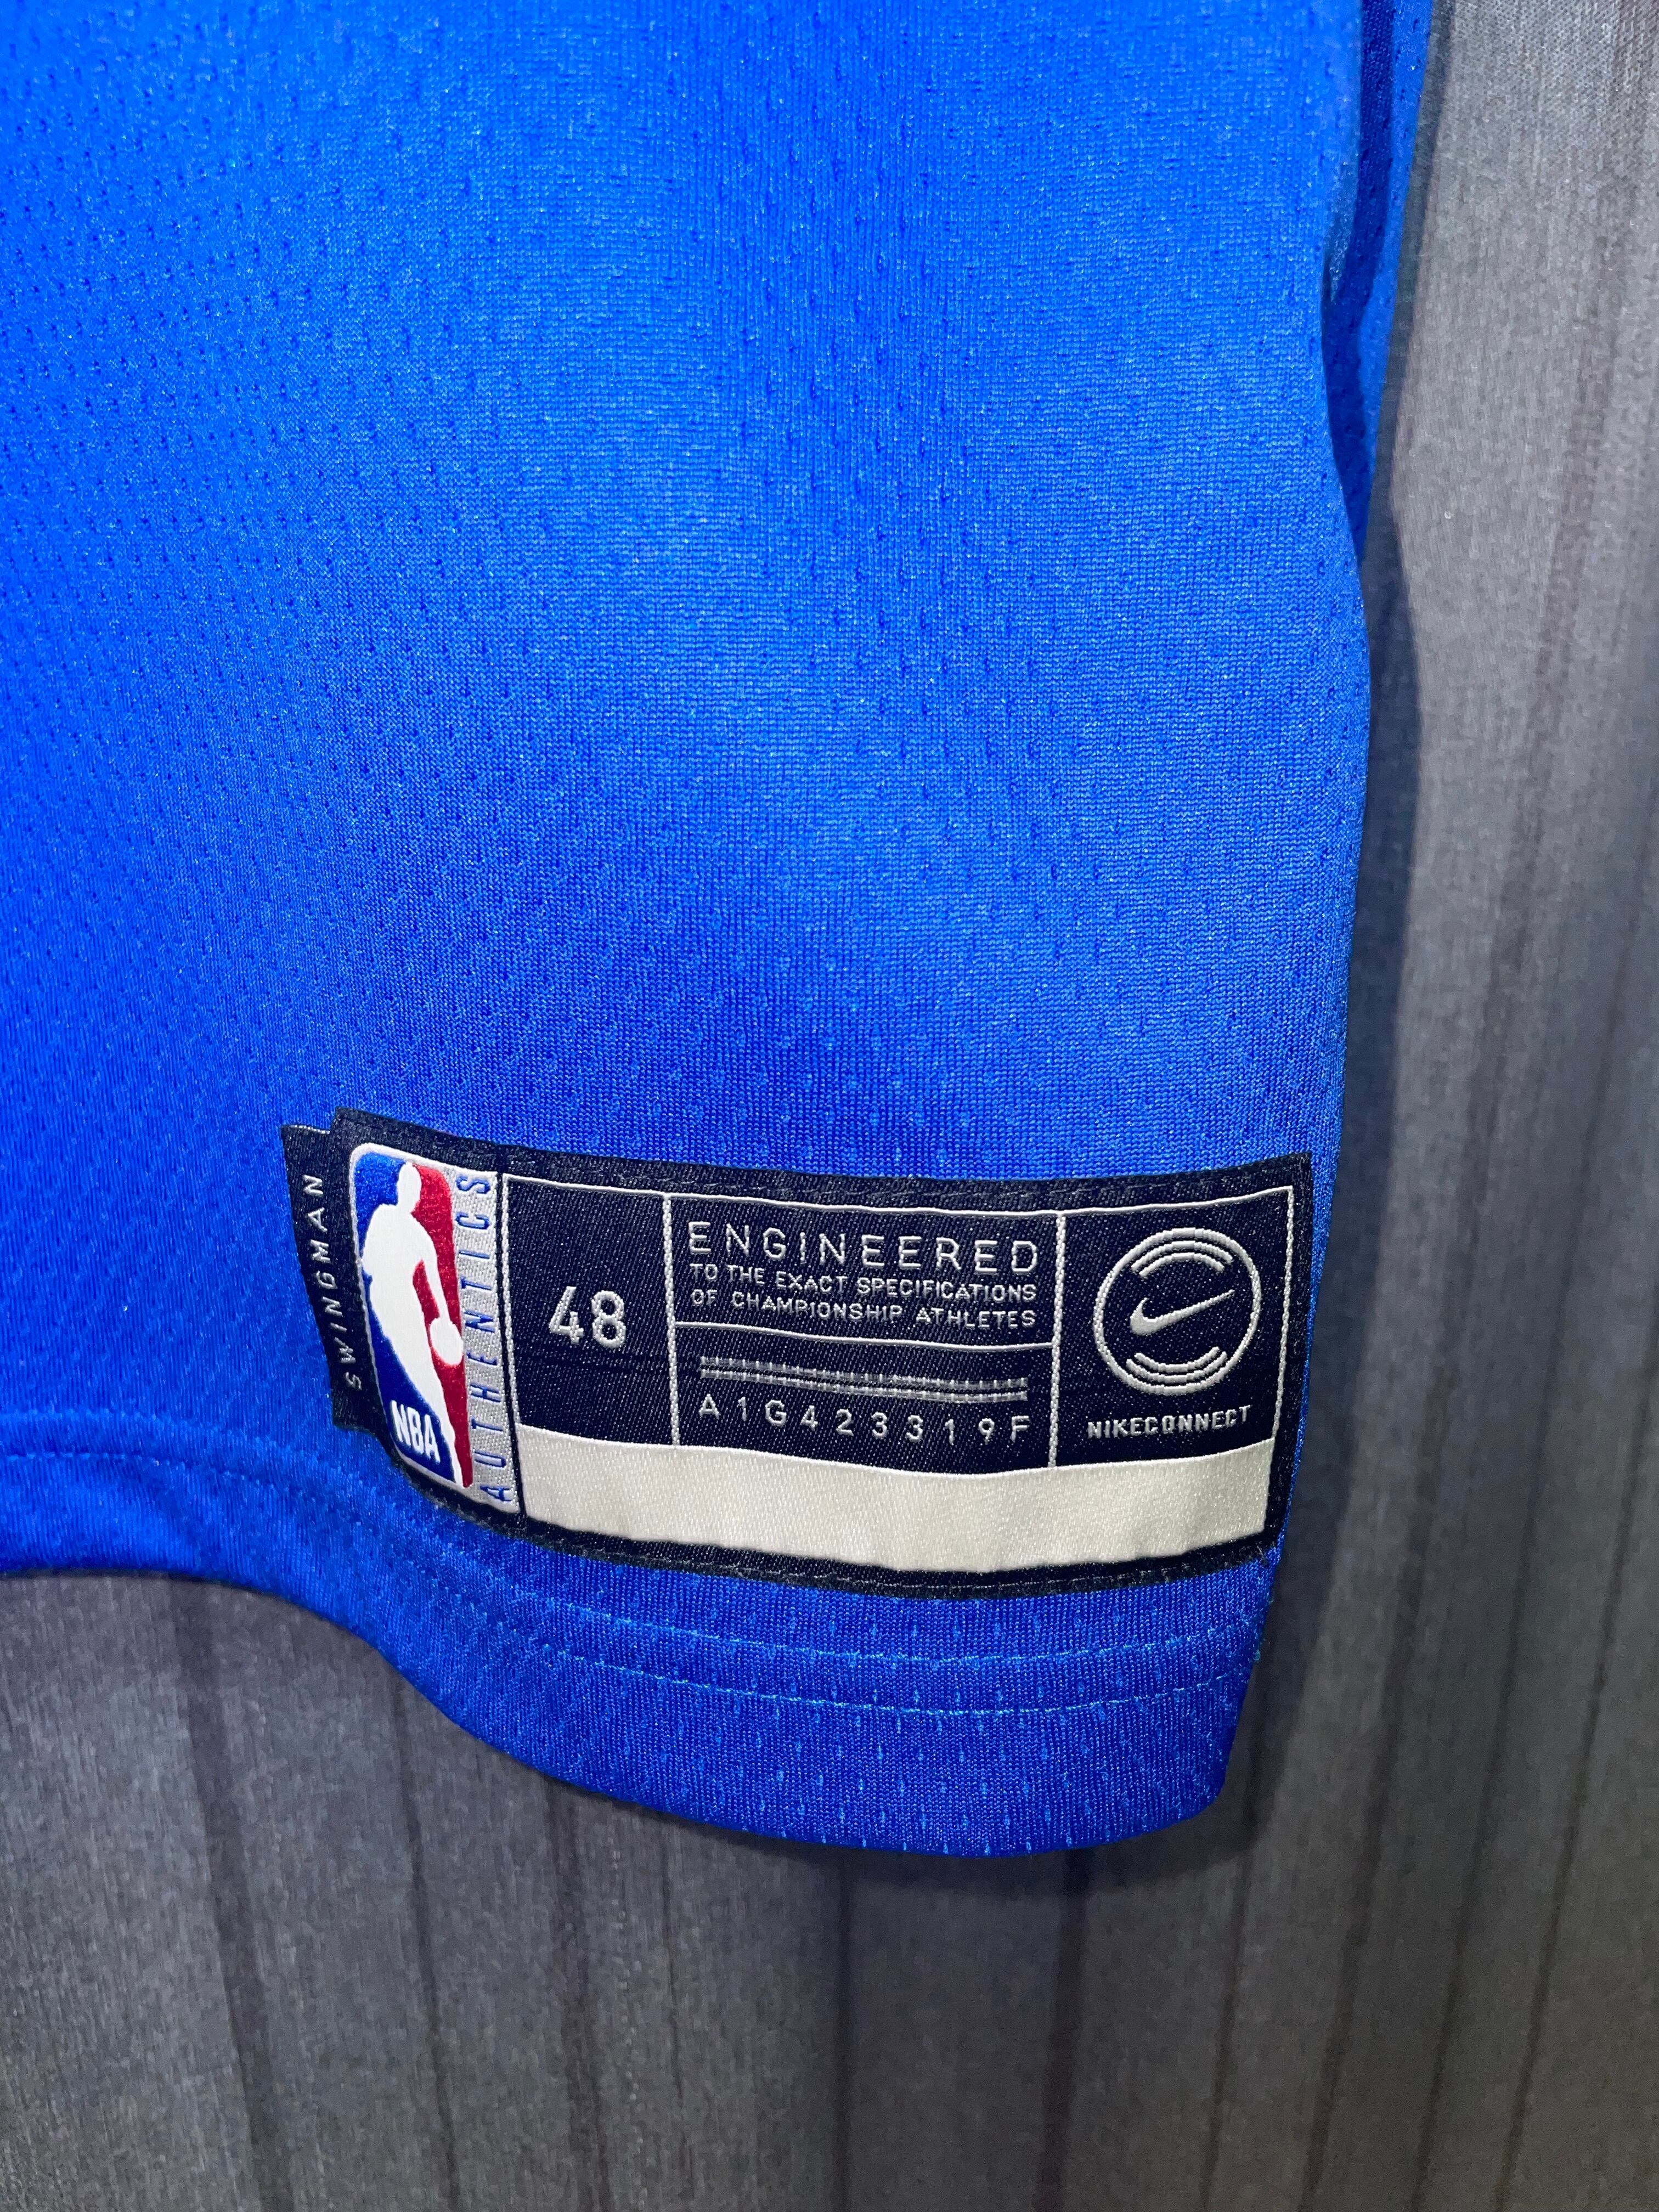 SWINGMAN
NBA
AUTHENTICS
48
ENGINEERED
TO THE EXACT SPECIFICATIONS
OF CHAMPIONSHIP ATHLETES
A1G423319F
NIKECONNECT